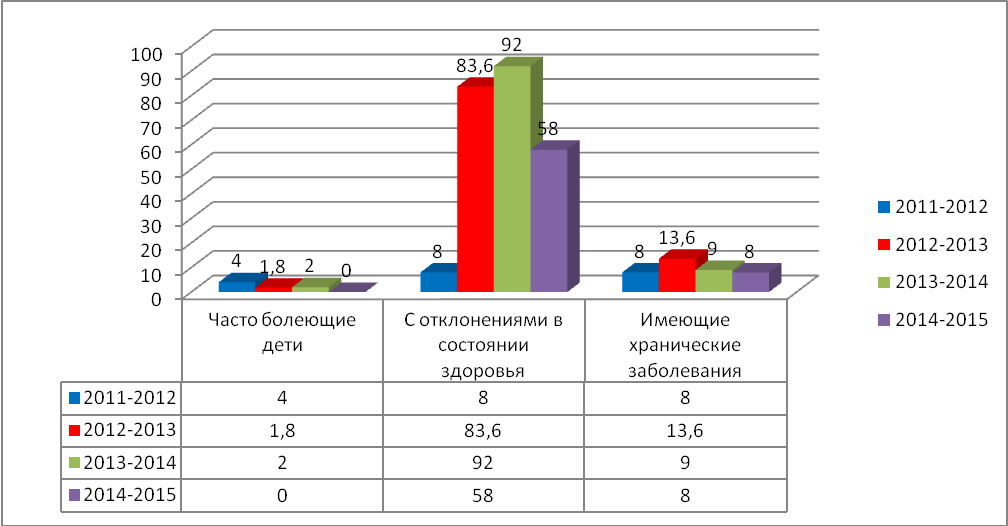 100
90
80
70
60
50
40
30
20
10
0
4
1,8
2
0
8
83,6
92
58
8
13,6
9
8
2011-2012
2012-2013
2013-2014
2014-2015
Часто болеющие
дети
С отклонениями в
состоянии
здоровья
Имеющие
хранические
заболевания
2011-2012 4 8 8
2012-2013 1,8 83,6 13,6
2013-2014 2 92 9
2014-2015 0 58 8